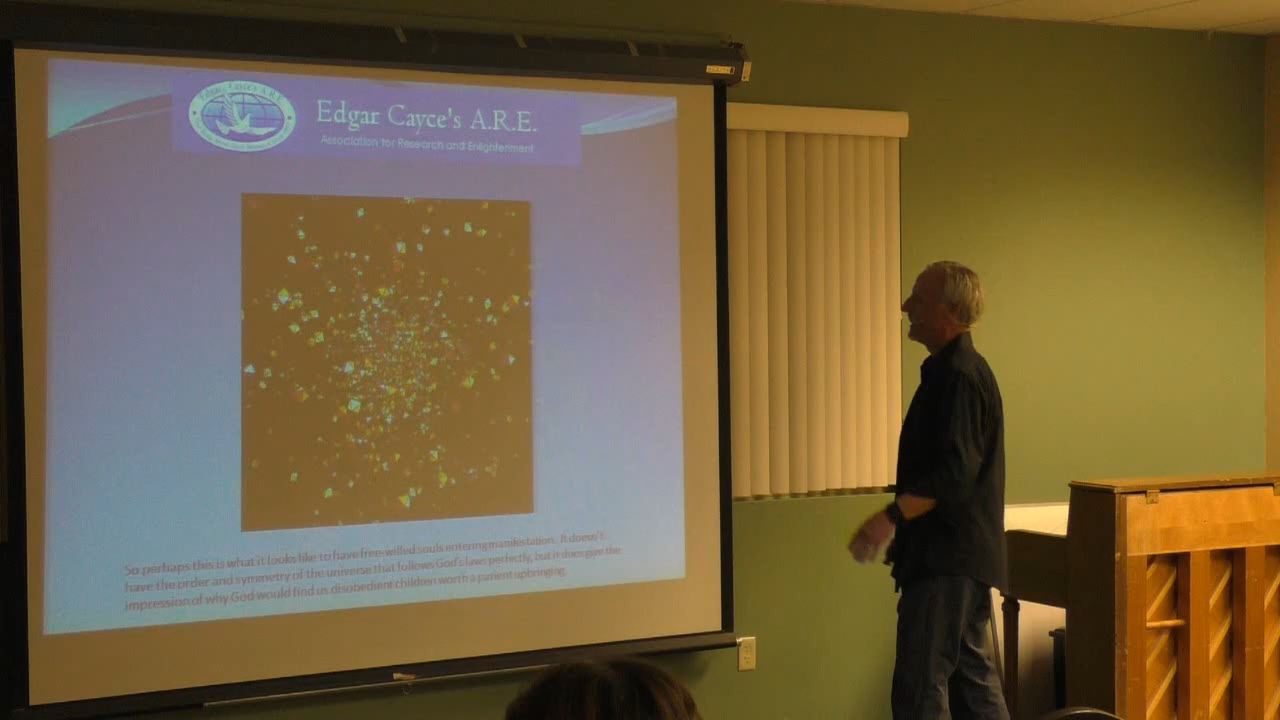 Edgar Cayce's A.R.E.
Edgar Cayce's A.R.E.
Association for Research and Enlightenment
So perhaps this is what it looks like to have free-willed souls entering manifestation. It doesn't
have the order and symmetry of the universe that follows God's laws perfectly, but it does give the
impression of why God would find us disobedient children worth a patient upbringing.